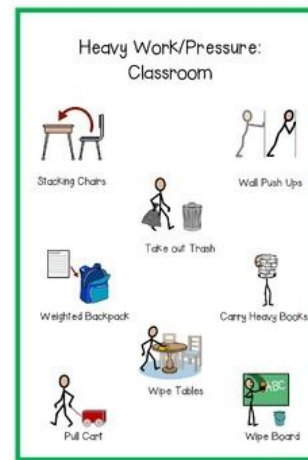 Heavy Work/Pressure:
Classroom
Stacking Chairs
Wall Push Ups
Take out Trash
Weighted Backpack
Carry Heavy Books
Wipe Tables
Pull Cart
ABC
Wipe Board